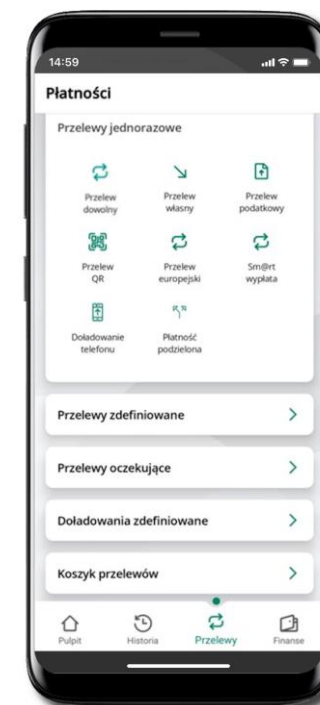 14:59
Płatności
Przelewy jednorazowe
Przelew
dowolny
Przelew
własny
Przelew
podatkowy
Przelew
QR
Przelew
europejski
Sm@rt
wypłata
Doładowanie
telefonu
Płatność
podzielona
Przelewy zdefiniowane
Przelewy oczekujące
Doładowania zdefiniowane
Koszyk przelewów
Pulpit
Historia
Przelewy
Finanse